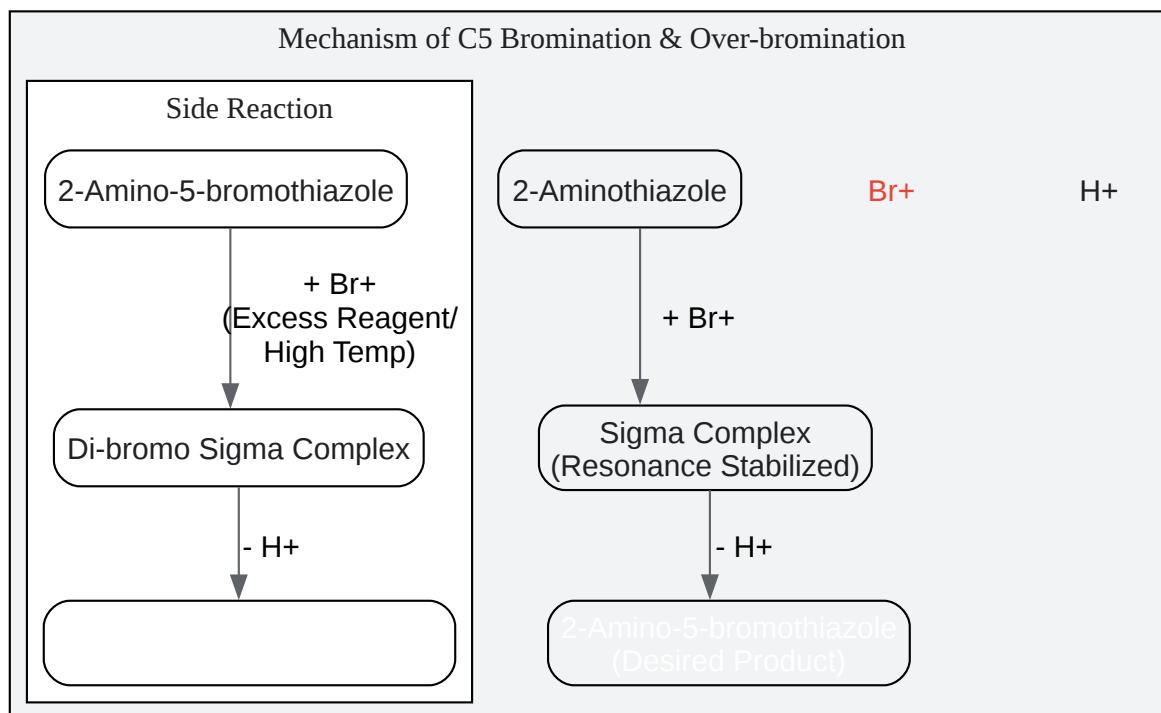 Mechanism of C5 Bromination & Over-bromination
Side Reaction
2-Amino-5-bromothiazole
+ Br+
(Excess Reagent/
High Temp)
Di-bromo Sigma Complex
- H+
2-Aminothiazole
+ Br+
Sigma Complex
(Resonance Stabilized)
- H+
2-Amino-5-bromothiazole
(Desired Product)
Br+
H+